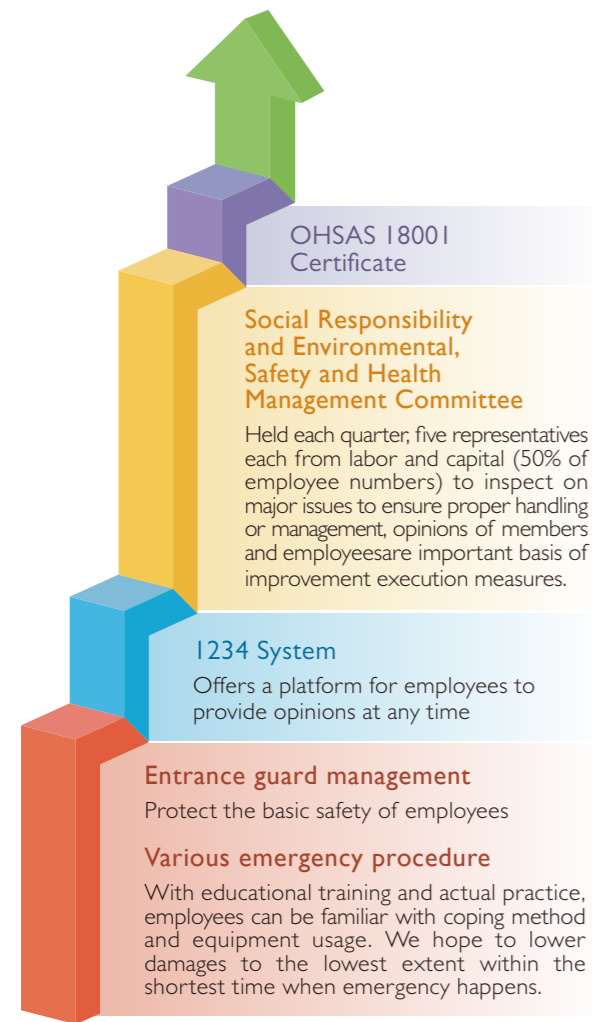 OHSAS 18001
Certificate
Social Responsibility
and Environmental,
Safety and Health
Management Committee
Held each quarter, five representatives
each from labor and capital (50% of
employee numbers) to inspect on
major issues to ensure proper handling
or management, opinions of members
and employeesare important basis of
improvement execution measures.
1234 System
Offers a platform for employees to
provide opinions at any time
Entrance guard management
Protect the basic safety of employees
Various emergency procedure
With educational training and actual practice,
employees can be familiar with coping method
and equipment usage. We hope to lower
damages to the lowest extent within the
shortest time when emergency happens.